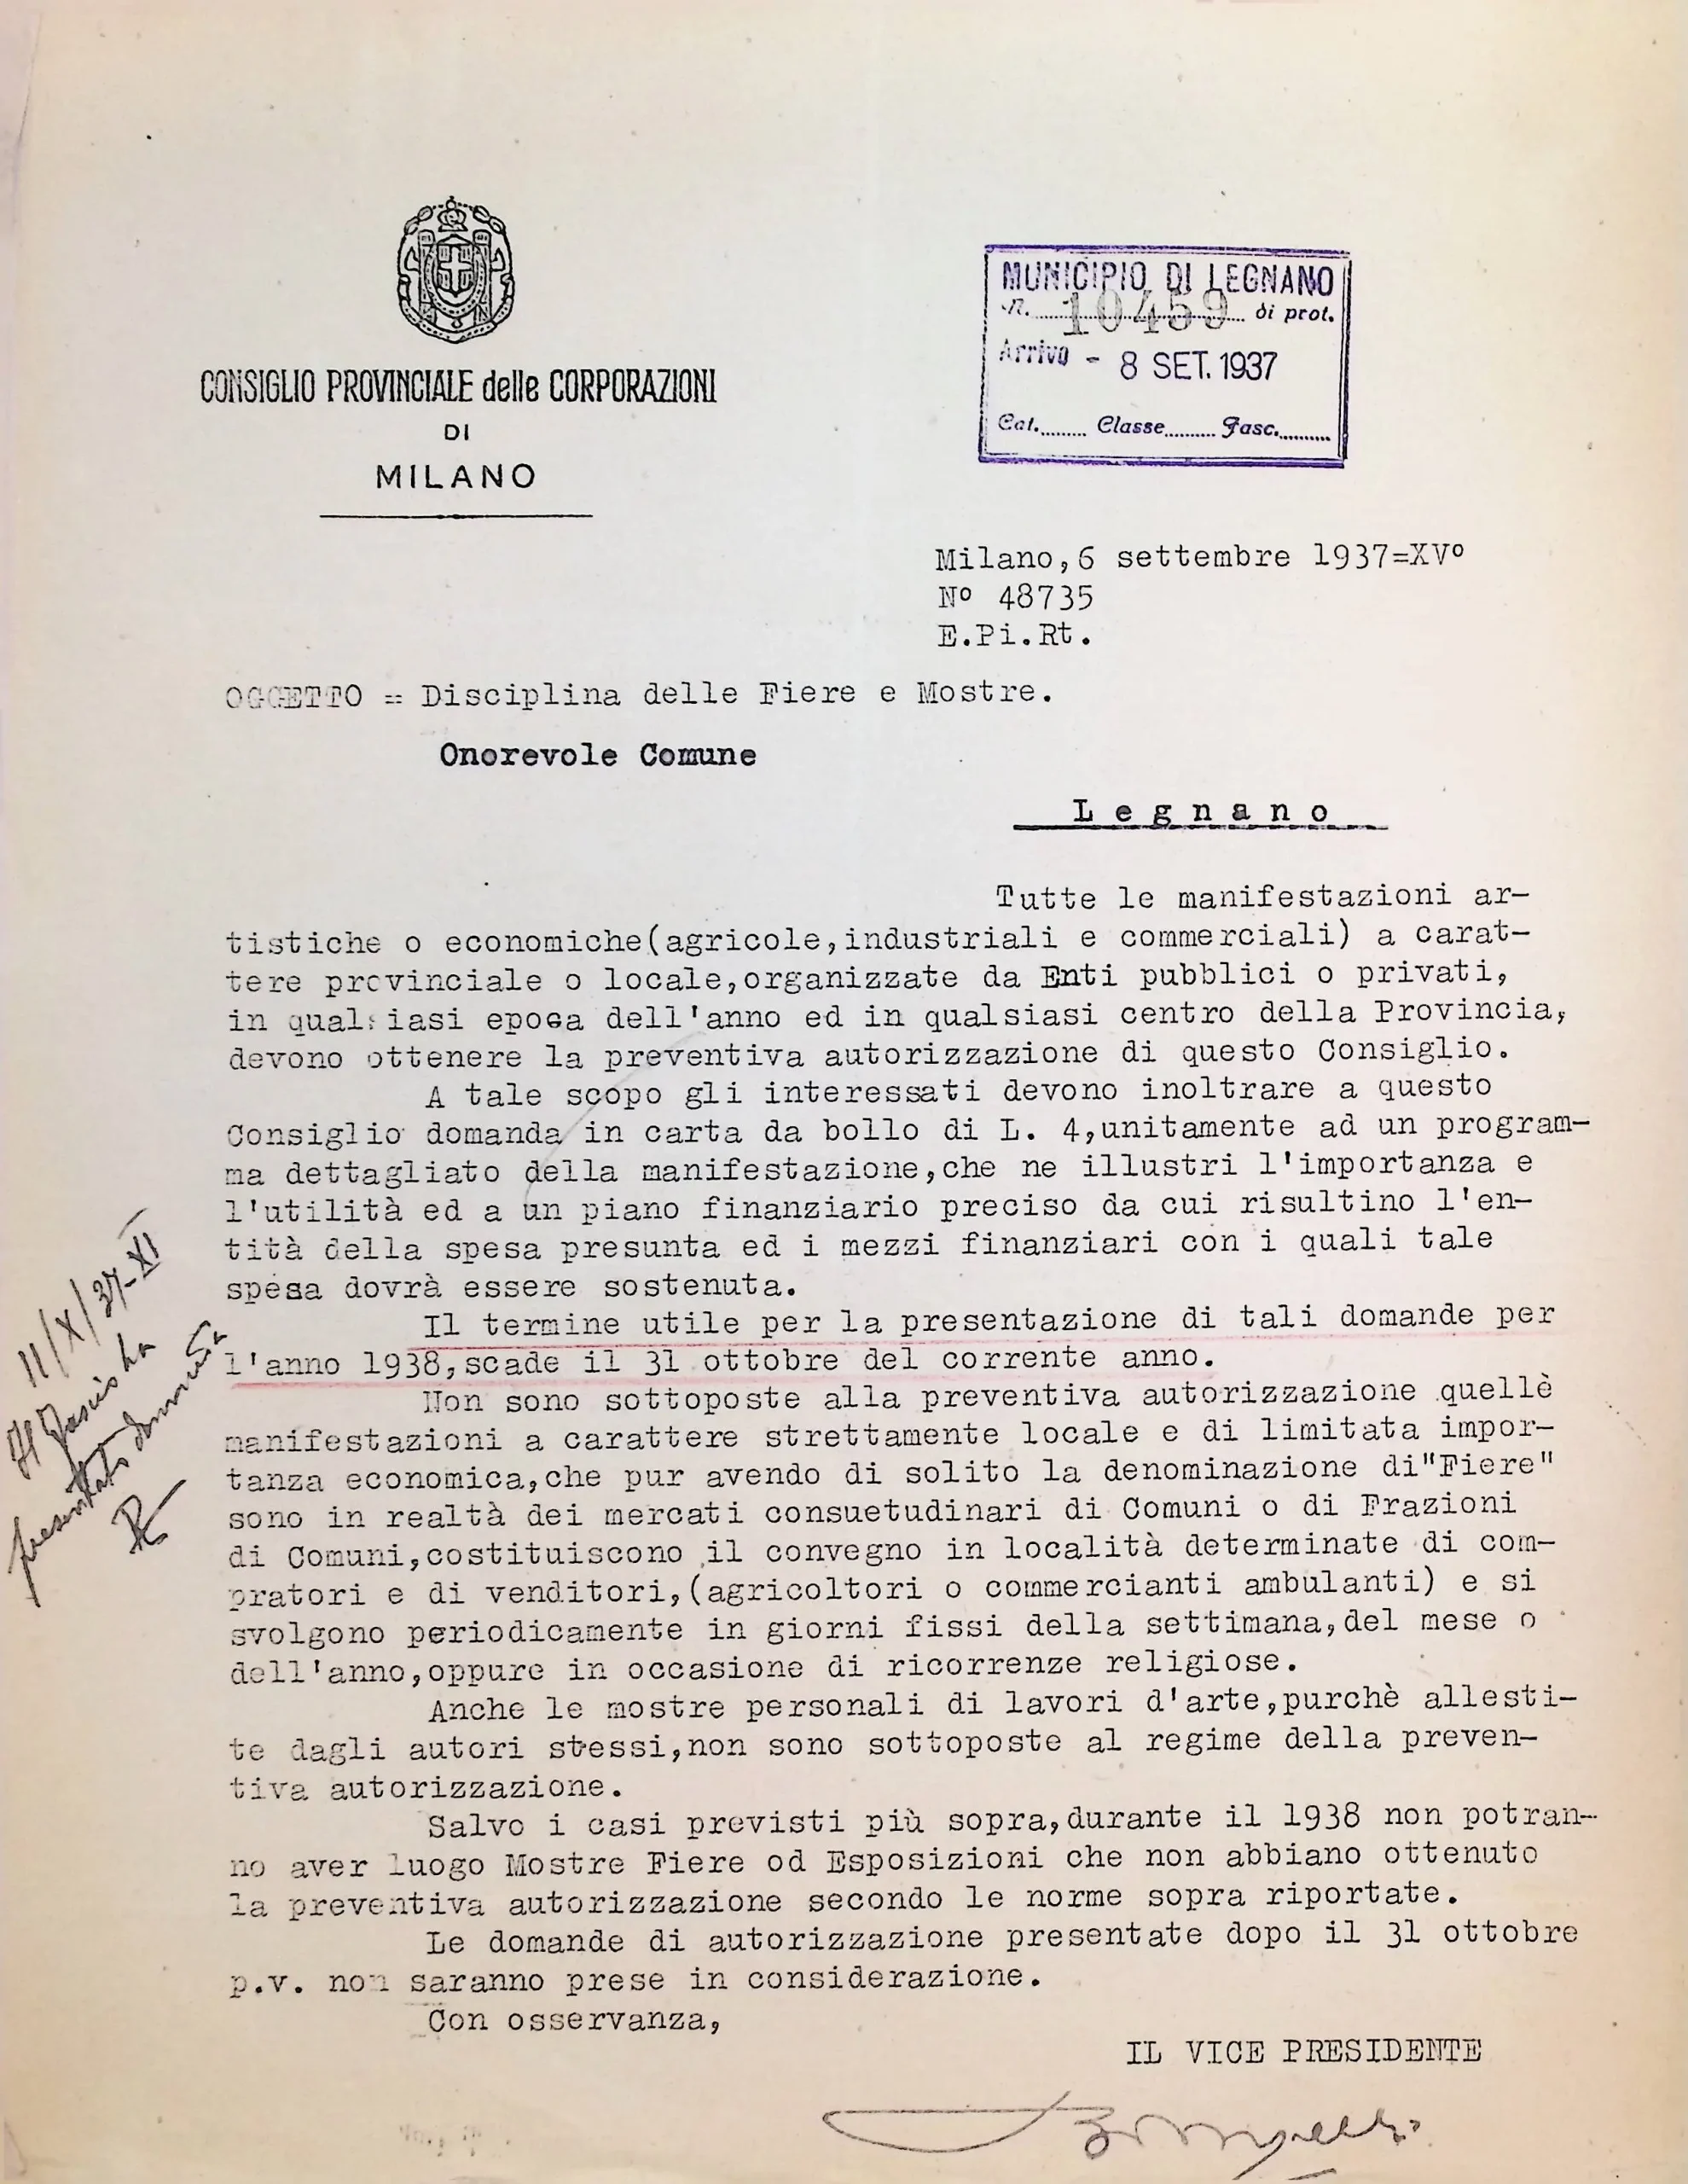 CONSIGLIO PROVINCIALE delle CORPORAZIONI
DI
MILANO
MUNICIPIO DI LEGNANO
N. 10459 di prot.
Arrivo - 8 SET. 1937
Cat. Classe Fasc.
Milano,6 settembre 1937=XVº
Nº 48735
E.Pi.Rt.
OGGETTO = Disciplina delle Fiere e Mostre.
Onorevole Comune
Legnano
Tutte le manifestazioni ar-
tistiche o economiche(agricole,industriali e commerciali) a carat-
tere provinciale o locale,organizzate da Enti pubblici o privati,
in qualsiasi epoca dell'anno ed in qualsiasi centro della Provincia,
devono ottenere la preventiva autorizzazione di questo Consiglio.
A tale scopo gli interessati devono inoltrare a questo
Consiglio domanda in carta da bollo di L. 4,unitamente ad un program-
ma dettagliato della manifestazione,che ne illustri l'importanza e
l'utilità ed a un piano finanziario preciso da cui risultino l'en-
tità della spesa presunta ed i mezzi finanziari con i quali tale
spesa dovrà essere sostenuta.
Il termine utile per la presentazione di tali domande per
l'anno 1938,scade il 31 ottobre del corrente anno.
Non sono sottoposte alla preventiva autorizzazione quellè
manifestazioni a carattere strettamente locale e di limitata impor-
tanza economica,che pur avendo di solito la denominazione di"Fiere"
sono in realtà dei mercati consuetudinari di Comuni o di Frazioni
di Comuni,costituiscono il convegno in località determinate di com-
pratori e di venditori,(agricoltori o commercianti ambulanti) e si
svolgono periodicamente in giorni fissi della settimana,del mese o
dell'anno,oppure in occasione di ricorrenze religiose.
Anche le mostre personali di lavori d'arte,purchè allesti-
te dagli autori stessi,non sono sottoposte al regime della preven-
tiva autorizzazione.
Salvo i casi previsti più sopra,durante il 1938 non potran-
no aver luogo Mostre Fiere od Esposizioni che non abbiano ottenuto
la preventiva autorizzazione secondo le norme sopra riportate.
Le domande di autorizzazione presentate dopo il 31 ottobre
p.v. non saranno prese in considerazione.
Con osservanza,
IL VICE PRESIDENTE
11/X/37-XI
ha
presentato